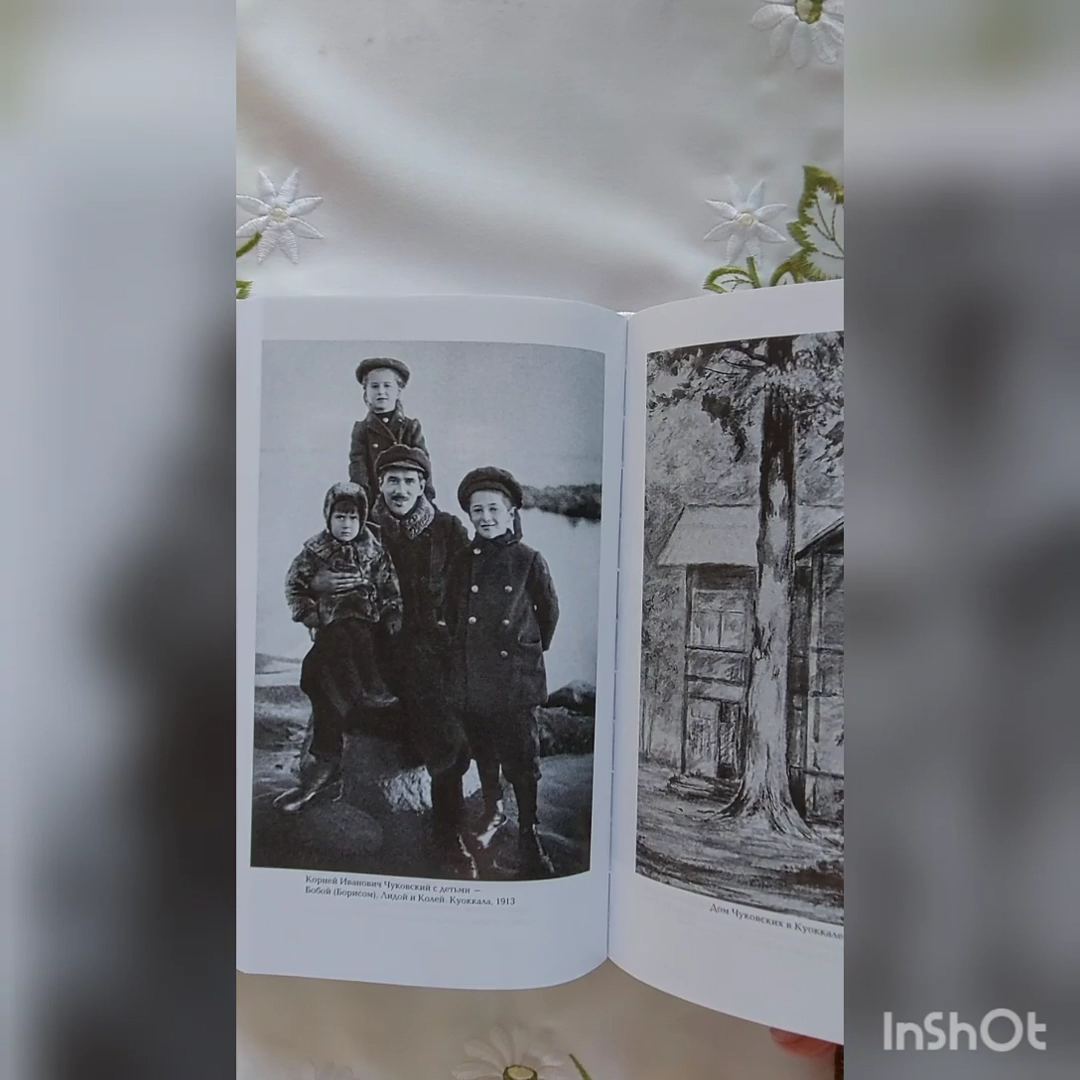 Корней Иванович Чуковский с детьми —
Бобой (Борисом), Лидой и Колей. Куоккала, 1913
Дом Чуковских в Куоккале
InShOt